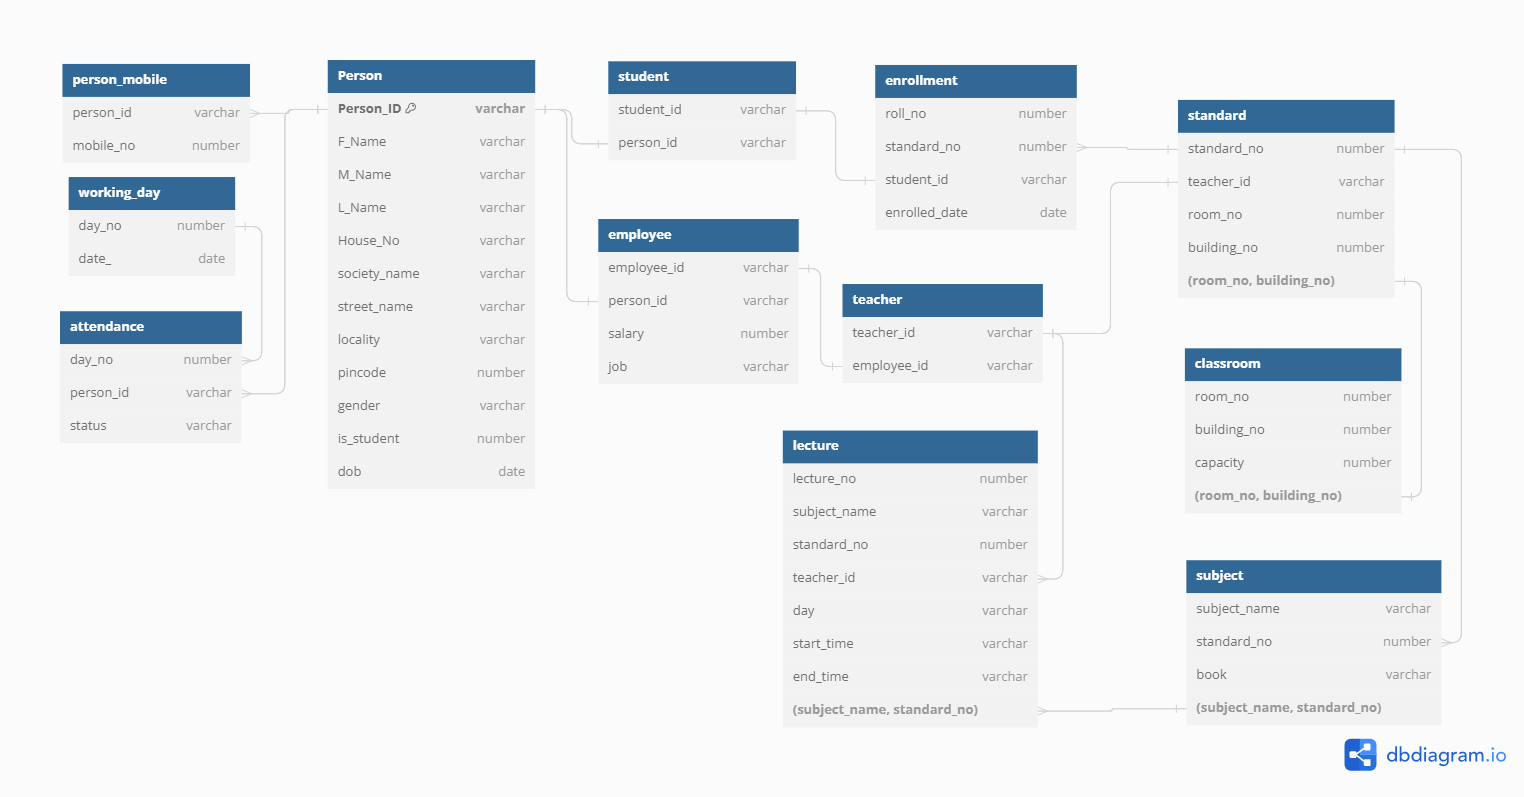 person_mobile
person_id varchar
mobile_no number
working_day
day_no number
date_ date
attendance
day_no number
person_id varchar
status varchar
Person
Person_ID varchar
F_Name varchar
M_Name varchar
L_Name varchar
House_No varchar
society_name varchar
street_name varchar
locality varchar
pincode number
gender varchar
is_student number
dob date
student
student_id varchar
person_id varchar
employee
employee_id varchar
person_id varchar
salary number
job varchar
enrollment
roll_no number
standard_no number
student_id varchar
enrolled_date date
teacher
teacher_id varchar
employee_id varchar
lecture
lecture_no number
subject_name varchar
standard_no number
teacher_id varchar
day varchar
start_time varchar
end_time varchar
(subject_name, standard_no)
standard
standard_no number
teacher_id varchar
room_no number
building_no number
(room_no, building_no)
classroom
room_no number
building_no number
capacity number
(room_no, building_no)
subject
subject_name varchar
standard_no number
book varchar
(subject_name, standard_no)
dbdiagram.io